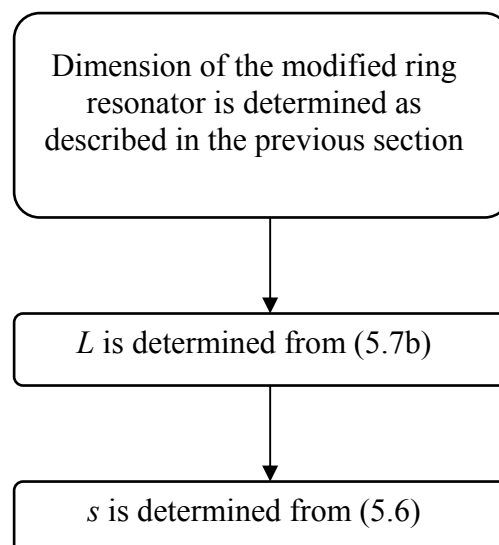 Dimension of the modified ring
resonator is determined as
described in the previous section
L is determined from (5.7b)
s is determined from (5.6)